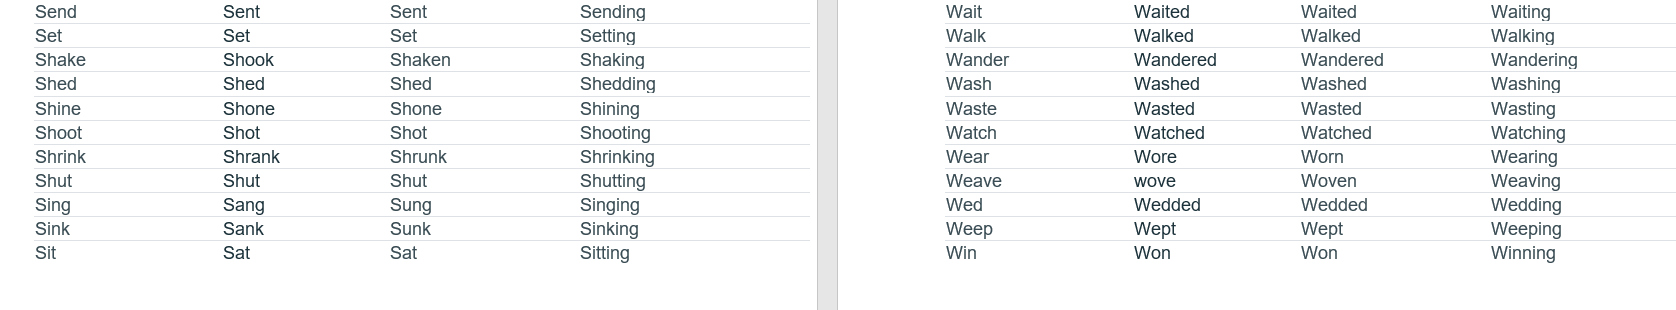 Send Sent Sent Sending
Set Set Set Setting
Shake Shook Shaken Shaking
Shed Shed Shed Shedding
Shine Shone Shone Shining
Shoot Shot Shot Shooting
Shrink Shrank Shrunk Shrinking
Shut Shut Shut Shutting
Sing Sang Sung Singing
Sink Sank Sunk Sinking
Sit Sat Sat Sitting
Wait Waited Waited Waiting
Walk Walked Walked Walking
Wander Wandered Wandered Wandering
Wash Washed Washed Washing
Waste Wasted Wasted Wasting
Watch Watched Watched Watching
Wear Wore Worn Wearing
Weave wove Woven Weaving
Wed Wedded Wedded Wedding
Weep Wept Wept Weeping
Win Won Won Winning